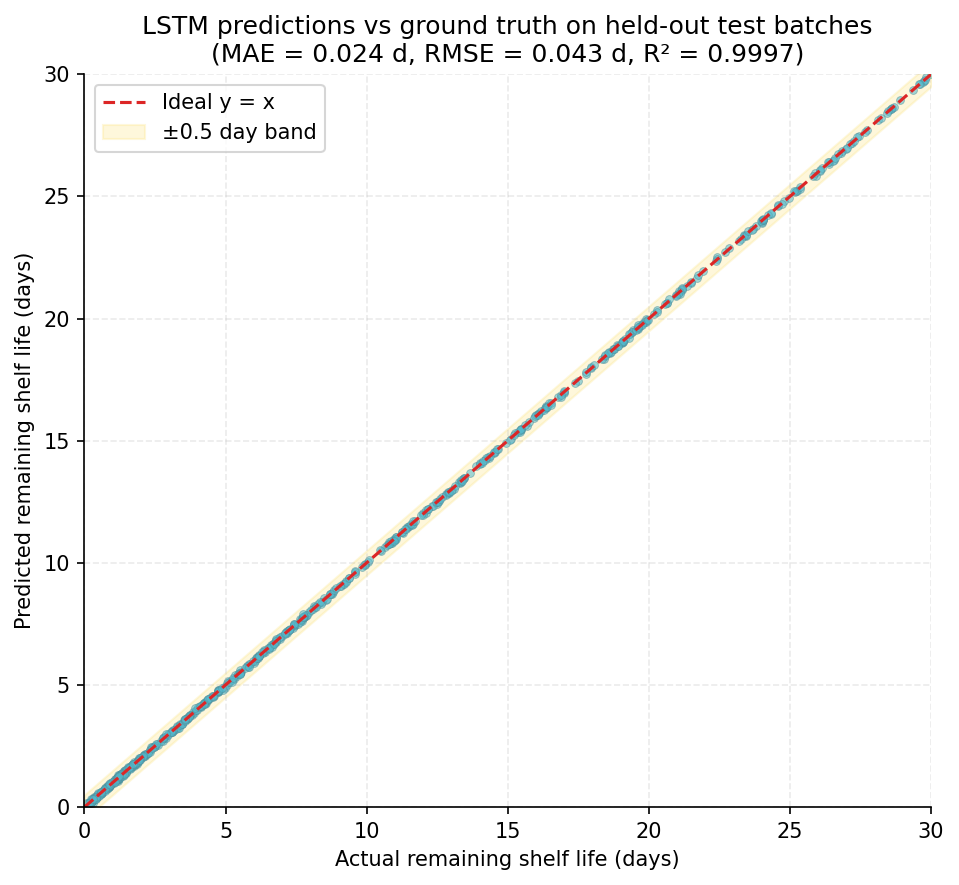 LSTM predictions vs ground truth on held-out test batches
(MAE = 0.024 d, RMSE = 0.043 d, R² = 0.9997)
Ideal y = x
±0.5 day band
Predicted remaining shelf life (days)
30
25
20
15
10
5
0
0 5 10 15 20 25 30
Actual remaining shelf life (days)